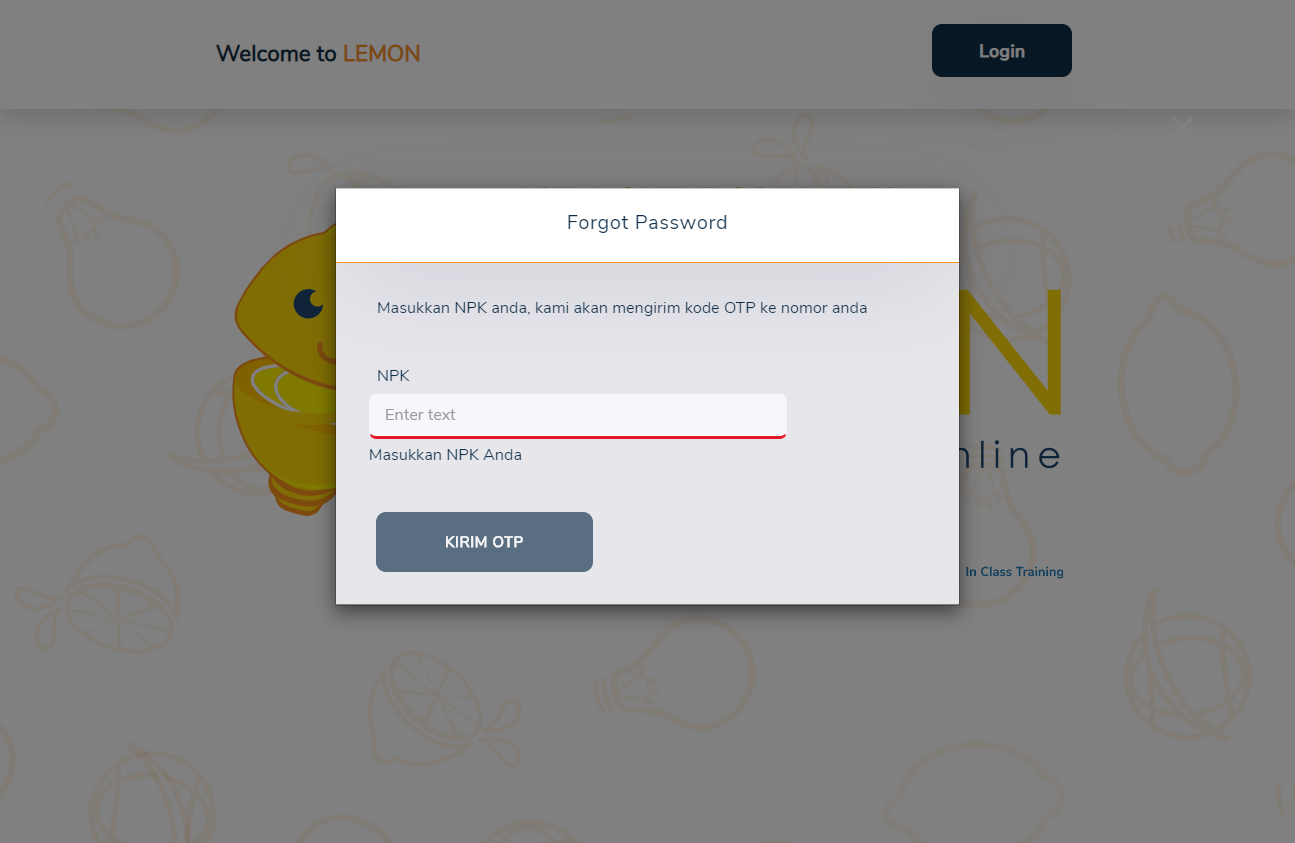 Welcome to LEMON
Login
Forgot Password
Masukkan NPK anda, kami akan mengirim kode OTP ke nomor anda
NPK
Enter text
Masukkan NPK Anda
KIRIM OTP
In Class Training